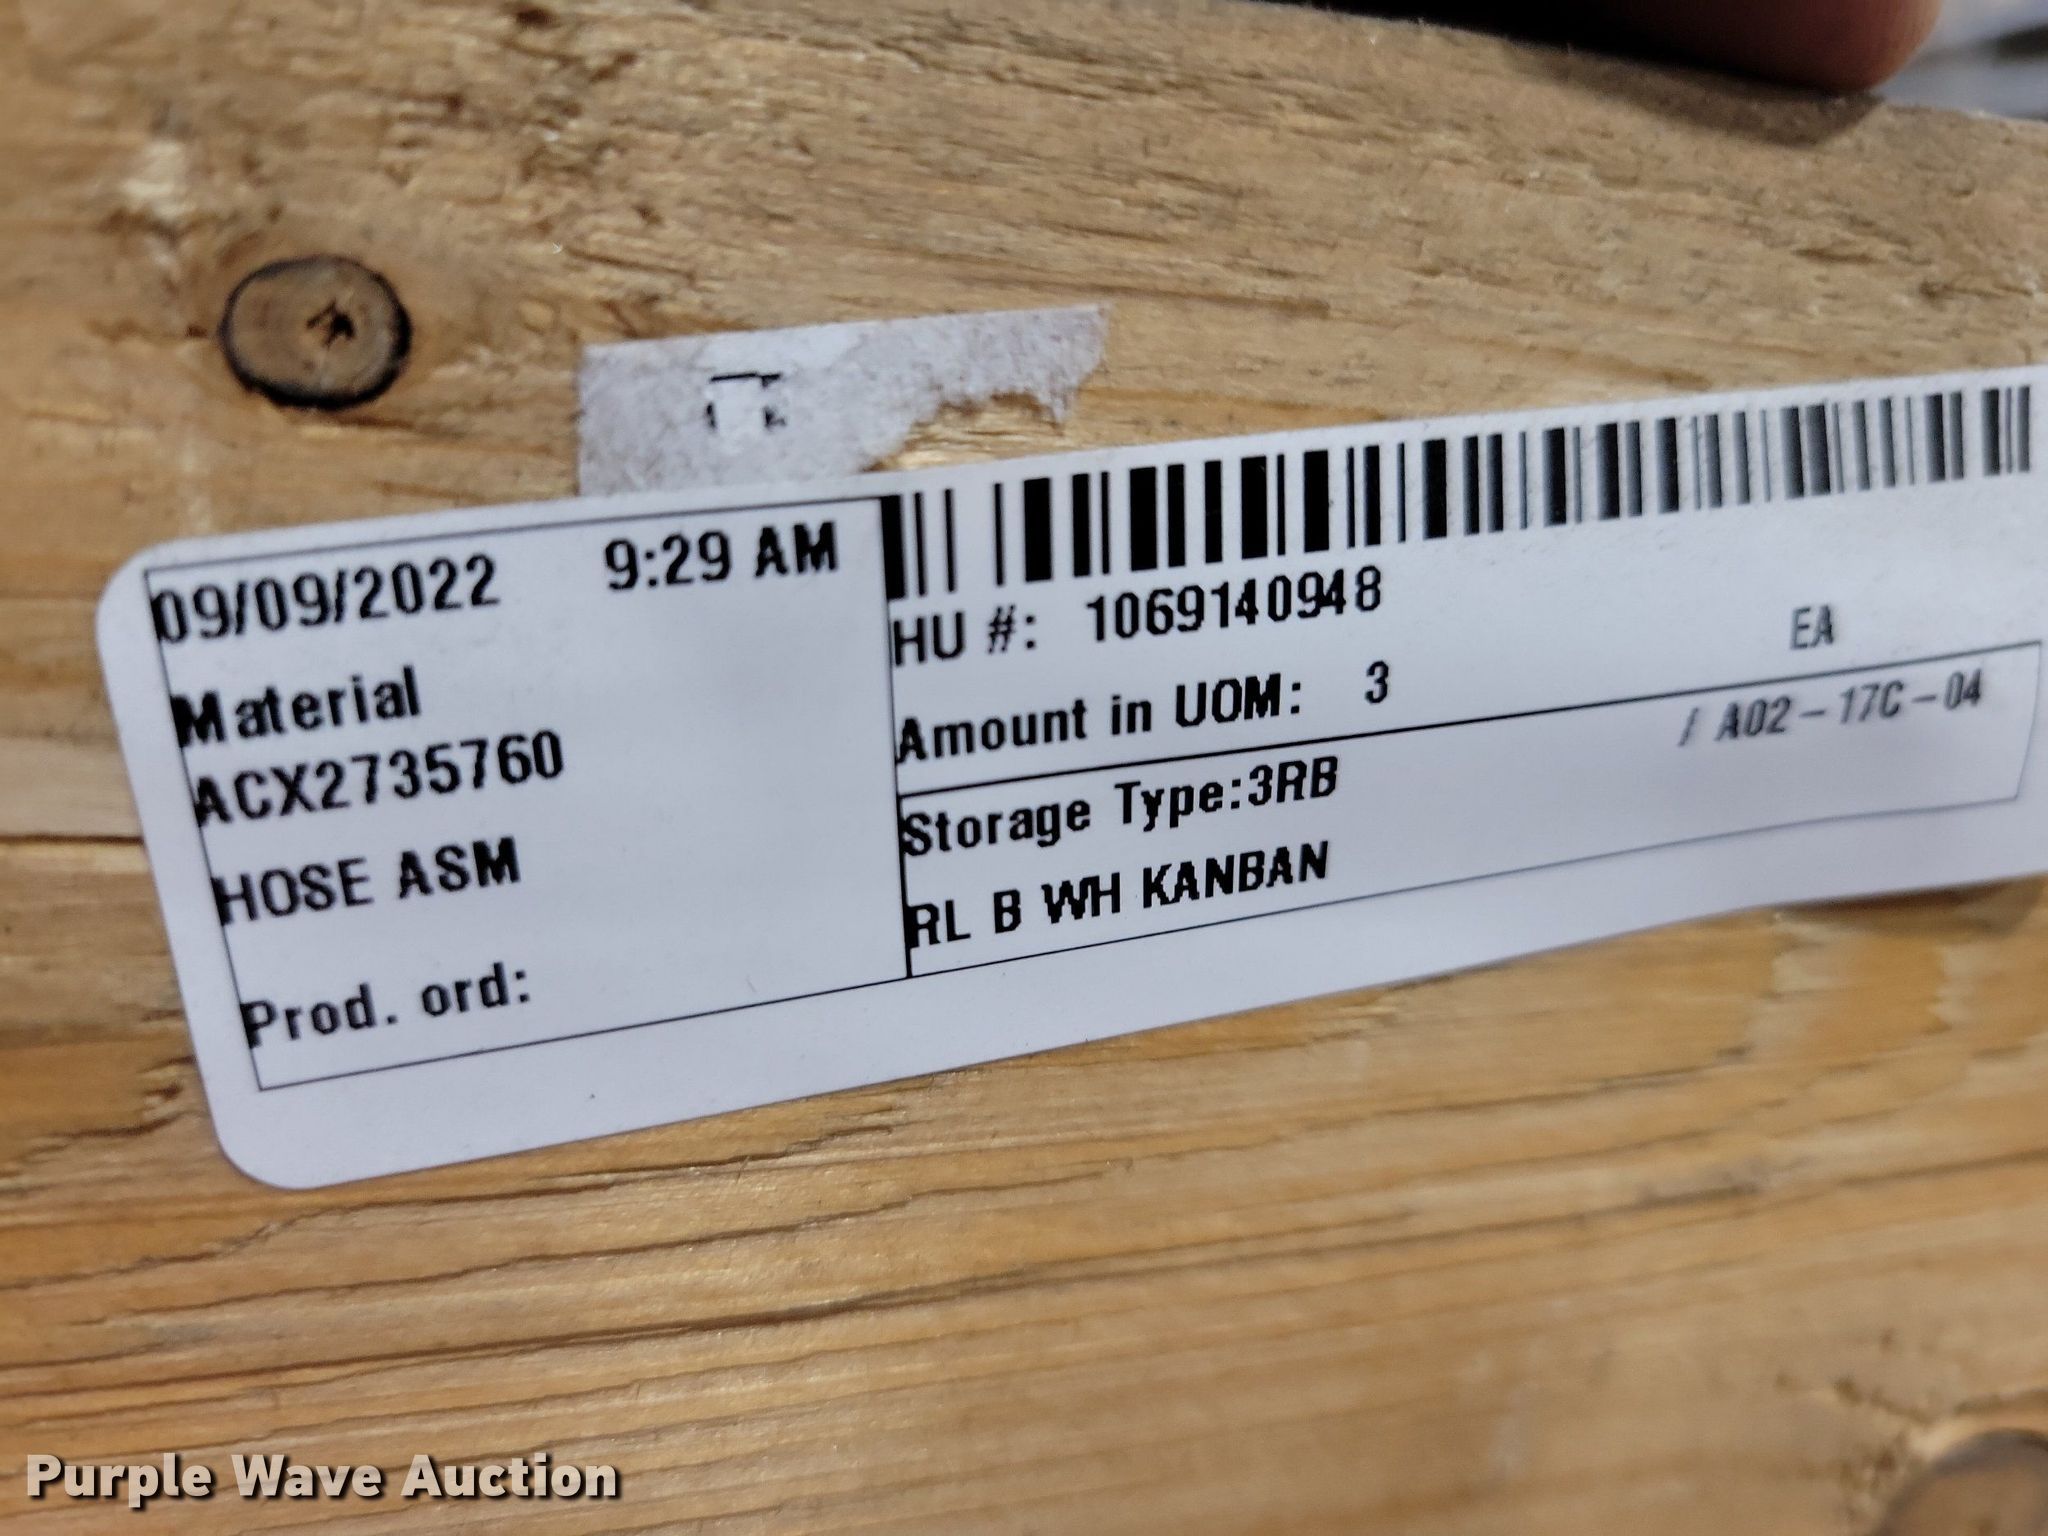 09/09/2022 9:29 AM
Material
ACX2735760
HOSE ASM
Prod. ord:
HU #: 1069140948
Amount in UOM: 3 EA
Storage Type:3RB / A02-17C-04
RL B WH KANBAN
Purple Wave Auction